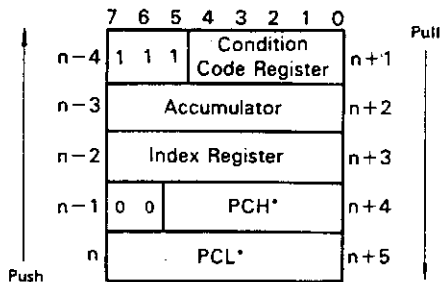 7 6 5 4 3 2 1 0
Pull
n-4 1 1 1 Condition
Code Register n+1
n-3 Accumulator n+2
n-2 Index Register n+3
n-1 0 0 PCH* n+4
n PCL* n+5
Push